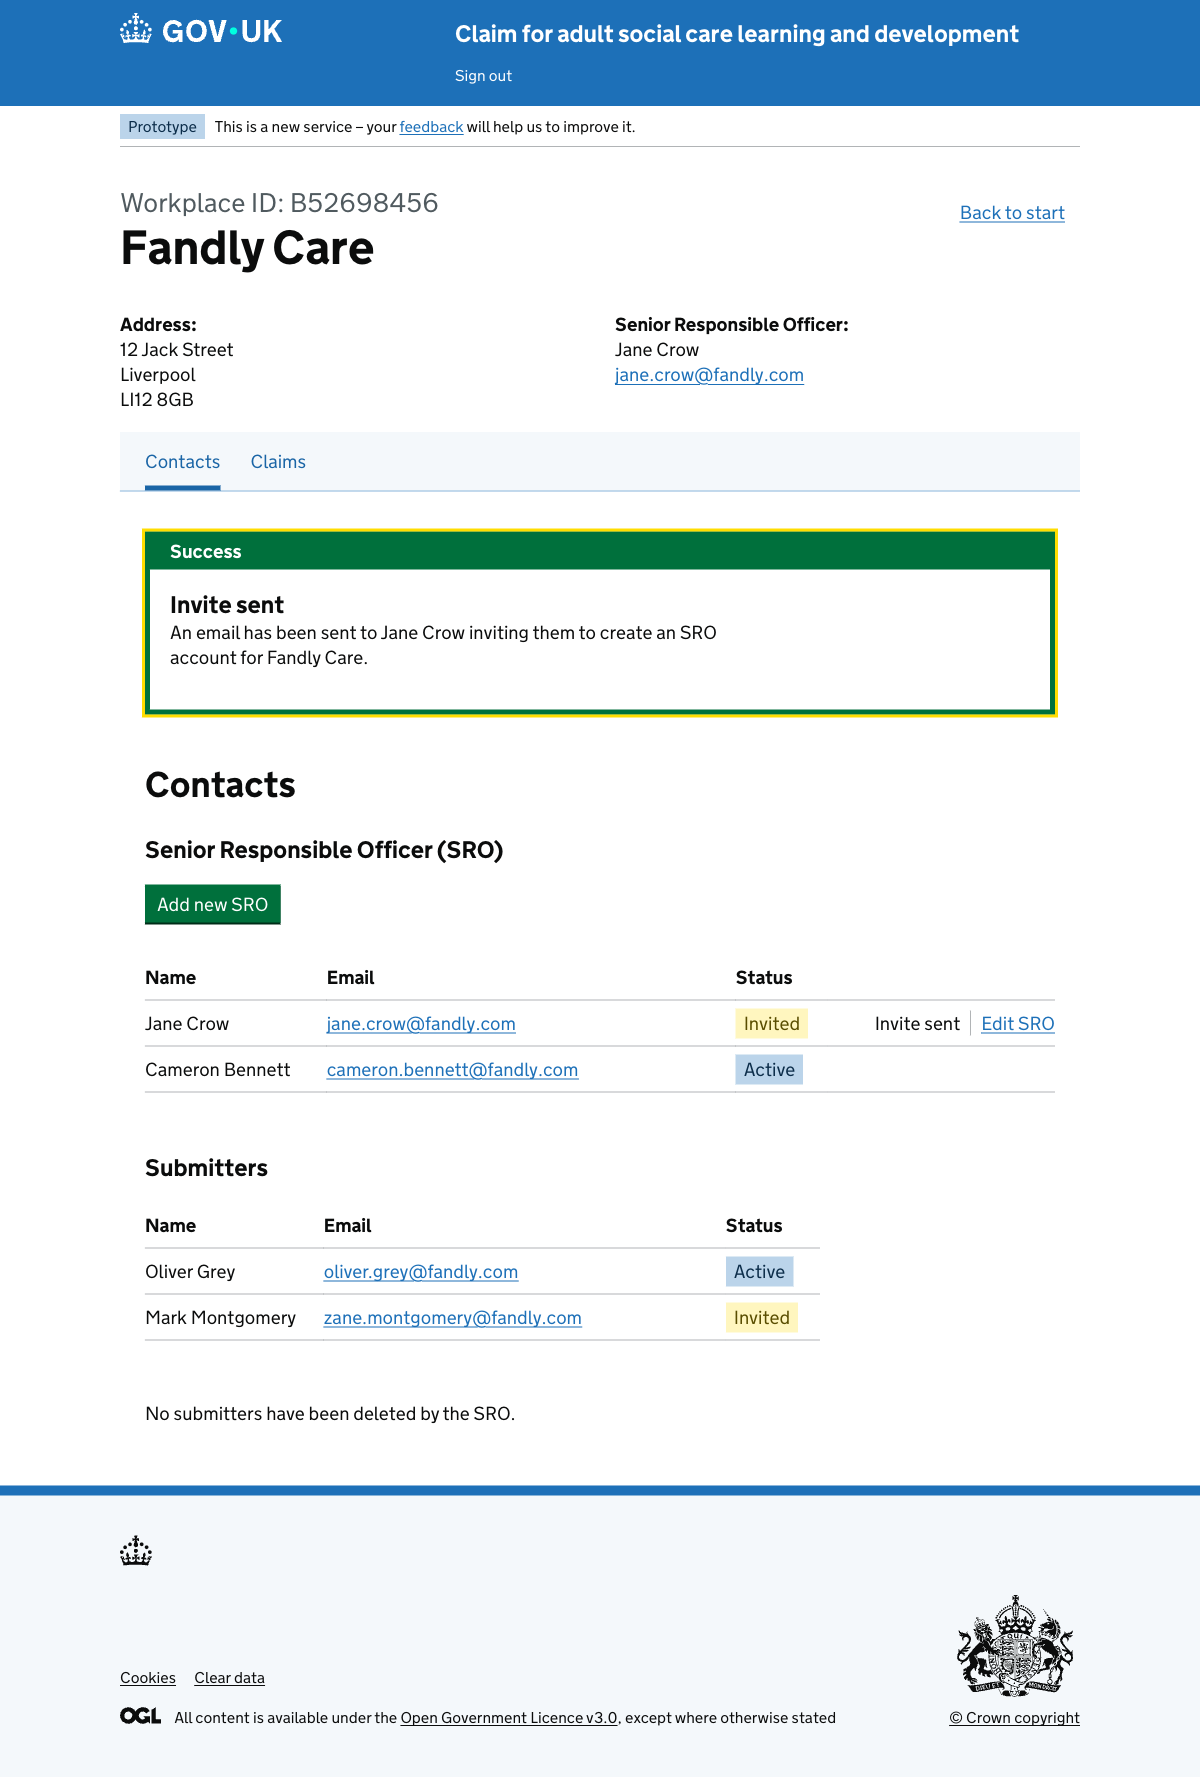 GOV·UK
Claim for adult social care learning and development
Sign out
Prototype This is a new service – your feedback will help us to improve it.
Workplace ID: B52698456
Back to start
Fandly Care
Address:
12 Jack Street
Liverpool
LI12 8GB
Senior Responsible Officer:
Jane Crow
jane.crow@fandly.com
Contacts Claims
Success
Invite sent
An email has been sent to Jane Crow inviting them to create an SRO
account for Fandly Care.
Contacts
Senior Responsible Officer (SRO)
Add new SRO
Name Email Status
Jane Crow jane.crow@fandly.com Invited Invite sent Edit SRO
Cameron Bennett cameron.bennett@fandly.com Active
Submitters
Name Email Status
Oliver Grey oliver.grey@fandly.com Active
Mark Montgomery zane.montgomery@fandly.com Invited
No submitters have been deleted by the SRO.
Cookies Clear data
OGL All content is available under the Open Government Licence v3.0, except where otherwise stated
© Crown copyright